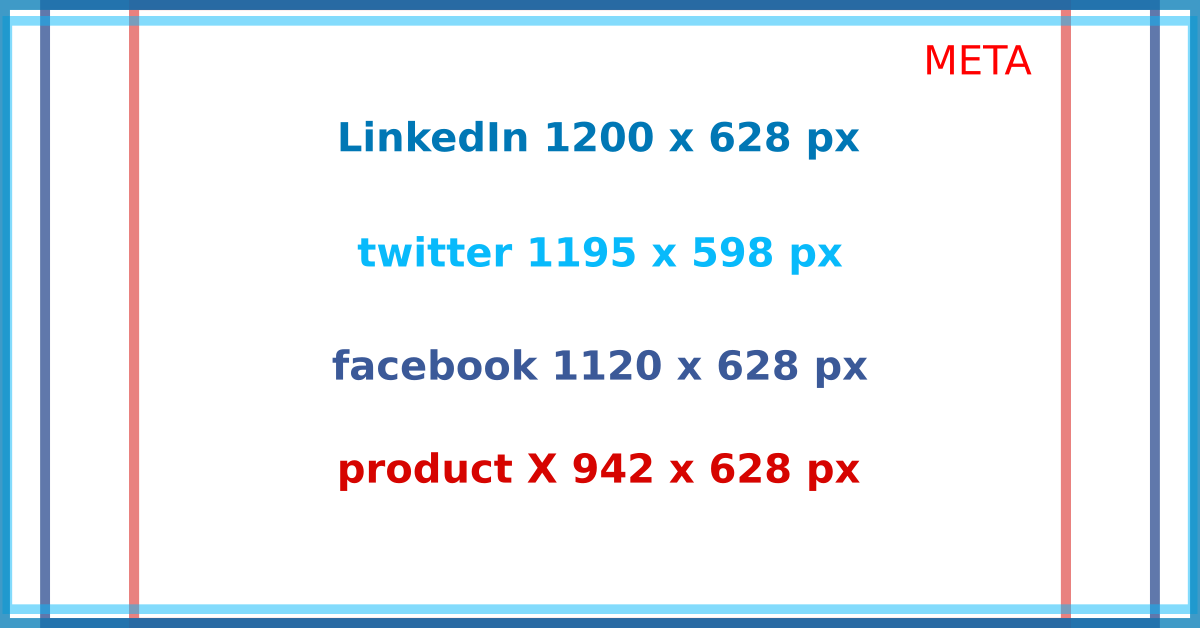 META
LinkedIn 1200 x 628 px
twitter 1195 x 598 px
facebook 1120 x 628 px
product X 942 x 628 px